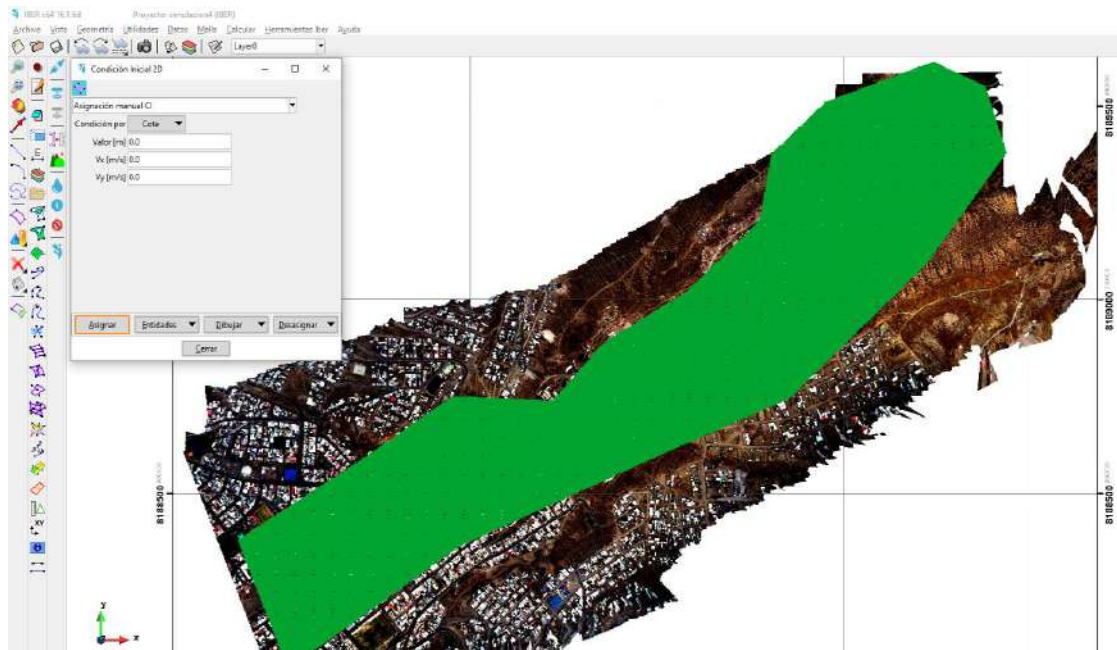 IBER x64 16.1.6d Proyecto: simulacion4 (IBER)
Archivo Vista Geometría Utilidades Datos Malla Calcular Herramientas Iber Ayuda
Layer0
Condición Inicial 2D
Asignación manual CI
Condición por Cota
Valor [m] 0.0
Vx [m/s] 0.0
Vy [m/s] 0.0
Asignar Entidades Dibujar Desasignar
Cerrar
8189500
8189000
8188500
8188500
y
x